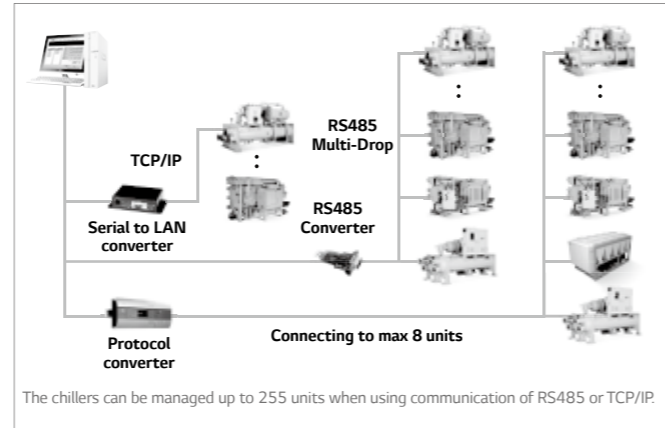 TCP/IP
Serial to LAN
converter
RS485
Multi-Drop
RS485
Converter
Protocol
converter
Connecting to max 8 units
The chillers can be managed up to 255 units when using communication of RS485 or TCP/IP.